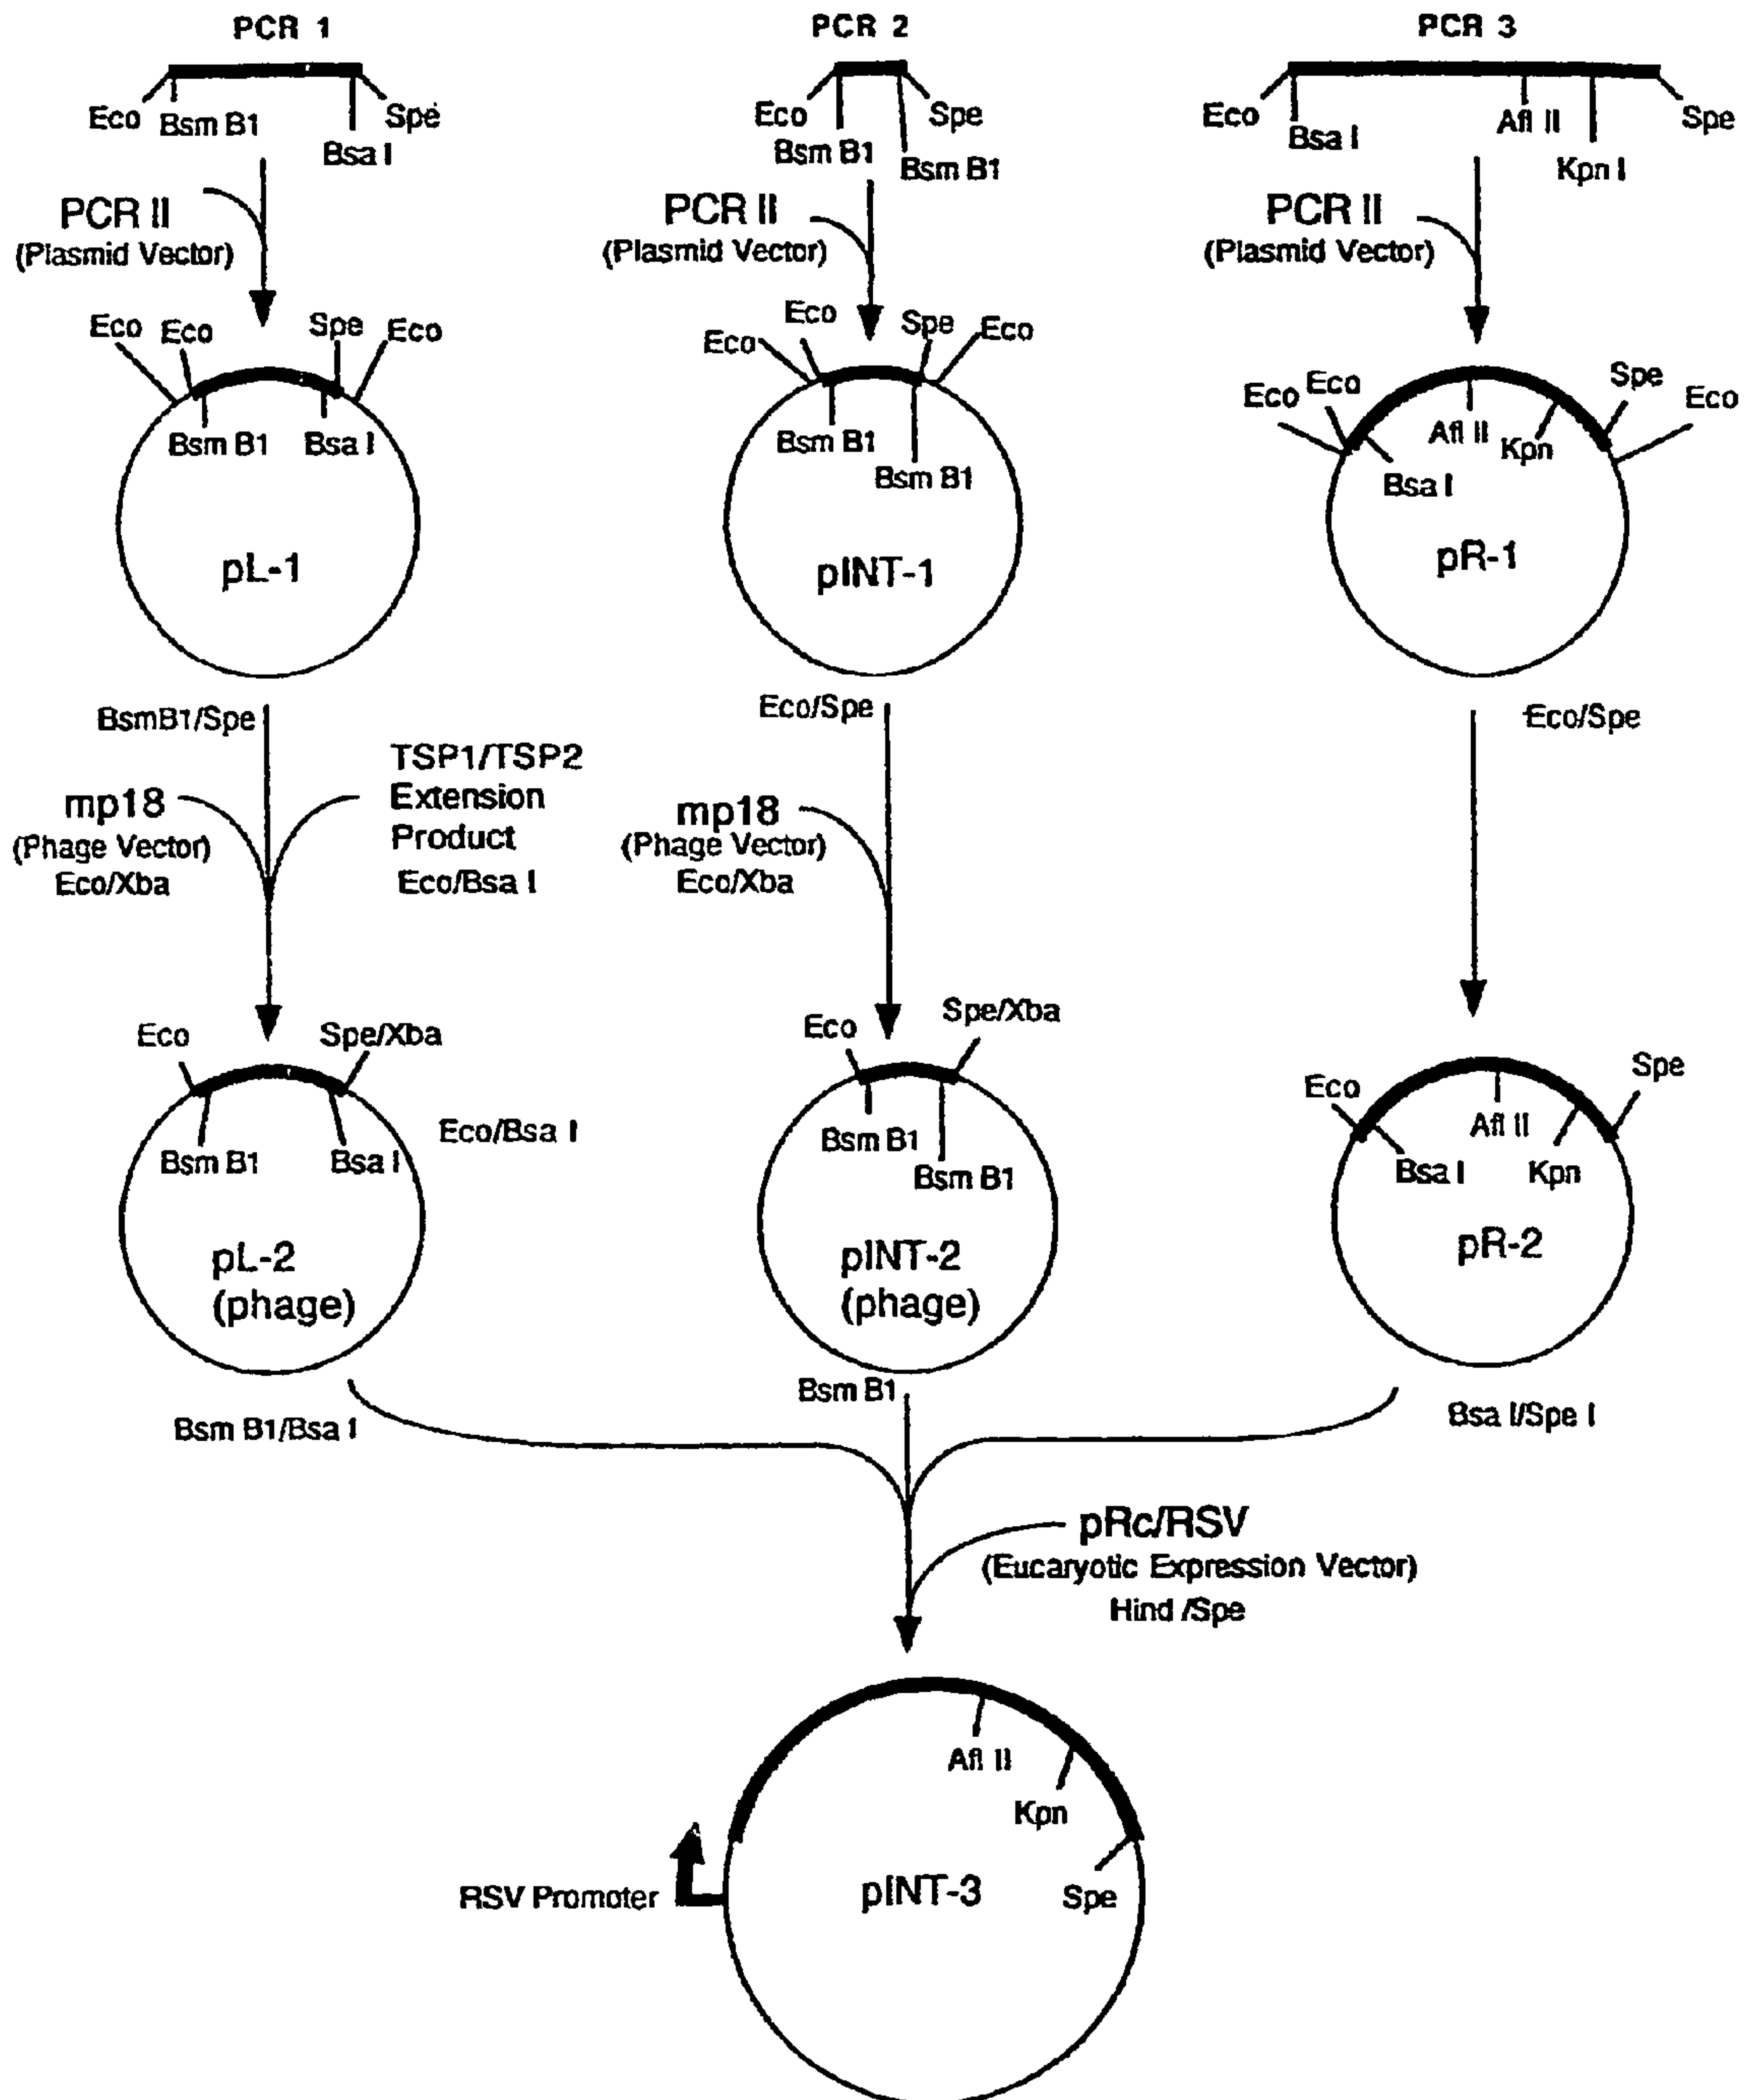 PCR 1
PCR 2
PCR 3
Eco
Bsm B1
Bsa I
Spe
Eco
Bsm B1
Bsm B1
Spe
Eco
Bsa I
Afl II
Kpn I
Spe
PCR II
(Plasmid Vector)
PCR II
(Plasmid Vector)
PCR II
(Plasmid Vector)
Eco
Eco
Spe
Eco
Bsm B1
Bsa I
pL-1
Eco
Eco
Spe
Eco
Bsm B1
Bsm B1
pINT-1
Eco
Eco
Spe
Eco
Afl II
Kpn
Bsa I
pR-1
BsmB1/Spe
Eco/Spe
Eco/Spe
mp18
(Phage Vector)
Eco/Xba
TSP1/TSP2
Extension
Product
Eco/Bsa I
mp18
(Phage Vector)
Eco/Xba
Eco
Spe/Xba
Bsm B1
Bsa I
Eco/Bsa I
pL-2
(phage)
Eco
Spe/Xba
Bsm B1
Bsm B1
pINT-2
(phage)
Eco
Spe
Afl II
Bsa I
Kpn
pR-2
Bsm B1/Bsa I
Bsm B1
Bsa I/Spe I
pRc/RSV
(Eucaryotic Expression Vector)
Hind /Spe
Afl II
Kpn
Spe
RSV Promoter
pINT-3